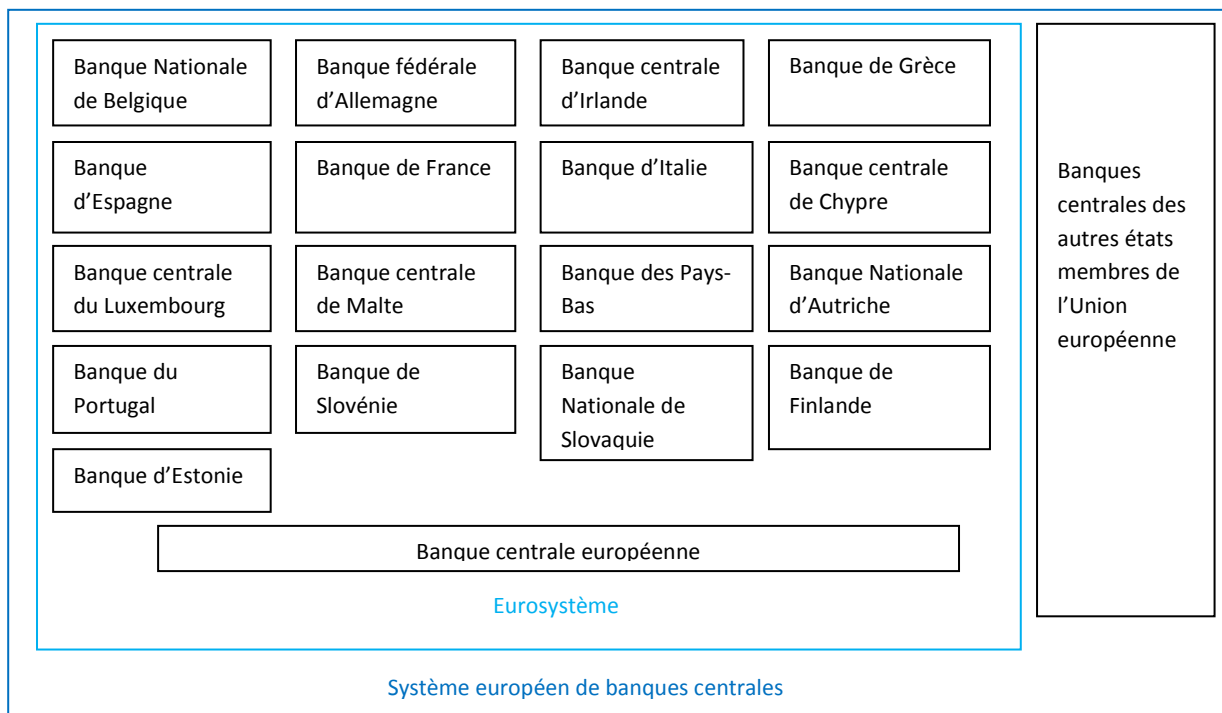 Banque Nationale
de Belgique
Banque fédérale
d’Allemagne
Banque centrale
d’Irlande
Banque de Grèce
Banque
d’Espagne
Banque de France
Banque d’Italie
Banque centrale
de Chypre
Banque centrale
du Luxembourg
Banque centrale
de Malte
Banque des Pays-
Bas
Banque Nationale
d’Autriche
Banque du
Portugal
Banque de
Slovénie
Banque
Nationale de
Slovaquie
Banque de
Finlande
Banque d’Estonie
Banque centrale européenne
Eurosystème
Banques
centrales des
autres états
membres de
l’Union
européenne
Système européen de banques centrales